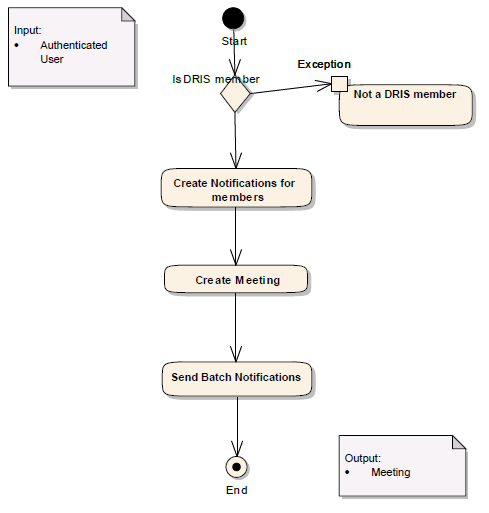 Input:
• Authenticated
User
Start
Is DRIS member
Exception
Not a DRIS member
Create Notifications for
members
Create Meeting
Send Batch Notifications
End
Output:
• Meeting